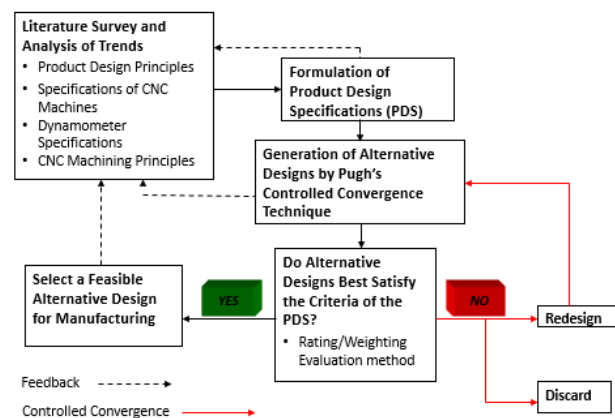 Literature Survey and
Analysis of Trends
• Product Design Principles
• Specifications of CNC
Machines
• Dynamometer
Specifications
• CNC Machining Principles
Formulation of
Product Design
Specifications (PDS)
Generation of Alternative
Designs by Pugh's
Controlled Convergence
Technique
Do Alternative
Designs Best Satisfy
the Criteria of the
PDS?
• Rating/Weighting
Evaluation method
YES
NO
Select a Feasible
Alternative Design
for Manufacturing
Redesign
Discard
Feedback
Controlled Convergence